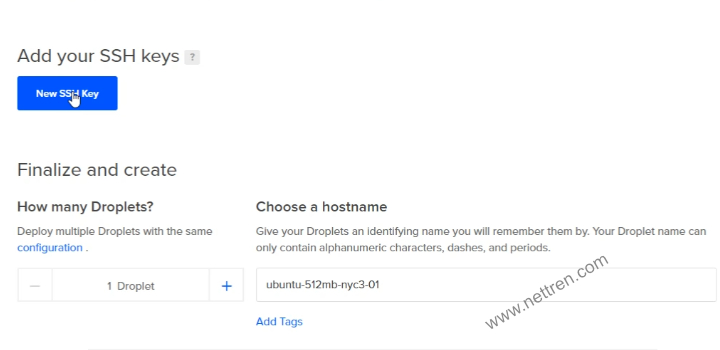 Add your SSH keys ?
New SSH Key
Finalize and create
How many Droplets?
Deploy multiple Droplets with the same
configuration .
− 1 Droplet +
Choose a hostname
Give your Droplets an identifying name you will remember them by. Your Droplet name can
only contain alphanumeric characters, dashes, and periods.
ubuntu-512mb-nyc3-01
Add Tags
www.nettren.com